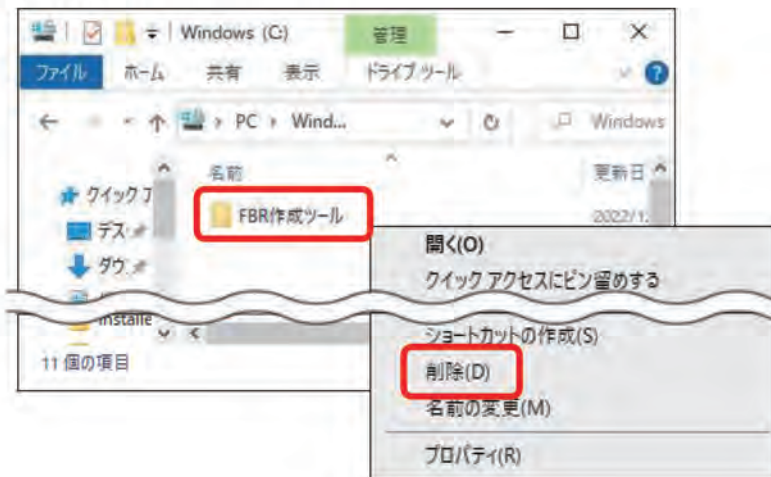 Windows (C:)
管理
ファイル ホーム 共有 表示 ドライブ ツール
PC Wind...
Windows
名前
更新日
クイック ア
FBR作成ツール
2022/1.
デス
ダウ
開く(O)
クイック アクセスにピン留めする
Installe
ショートカットの作成(S)
11 個の項目
削除(D)
名前の変更(M)
プロパティ(R)